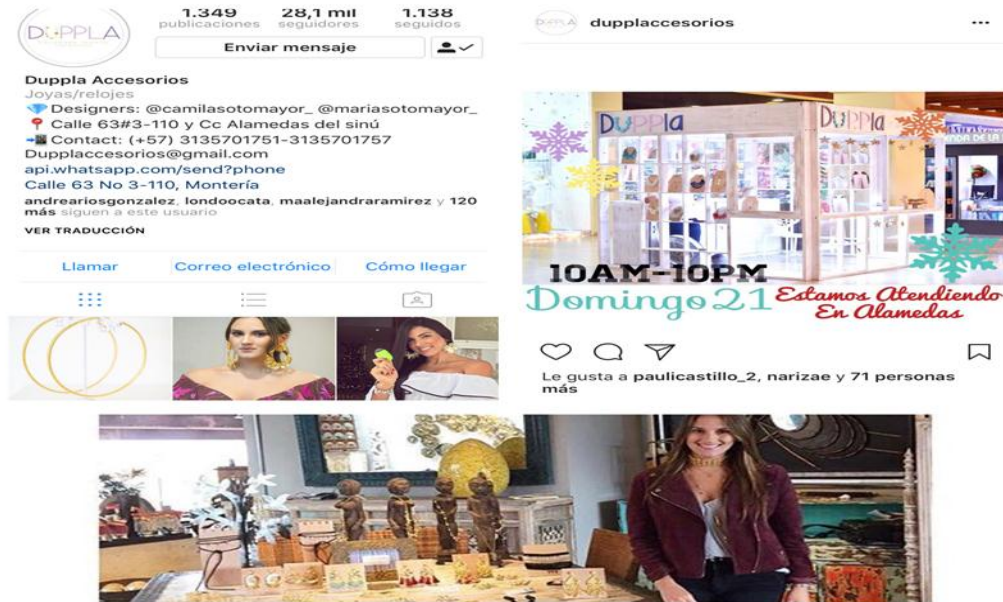 DUPPLA
1.349 28,1 mil 1.138
publicaciones seguidores seguidos
Enviar mensaje
Duppla Accesorios
Joyas/relojes
Designers: @camilasotomayor_ @mariasotomayor_
Calle 63#3-110 y Cc Alamedas del sinú
Contact: (+57) 3135701751-3135701757
Dupplaccesorios@gmail.com
api.whatsapp.com/send?phone
Calle 63 No 3-110, Montería
andreariosgonzalez, londoocata, maalejandraramirez y 120
más siguen a este usuario
VER TRADUCCIÓN
Llamar Correo electrónico Cómo llegar
DUPPLA dupplaccesorios
DUPPla DUPPla
10AM-10PM
Domingo 21 Estamos Atendiendo
En Alamedas
Le gusta a paulicastillo_2, narizae y 71 personas
más